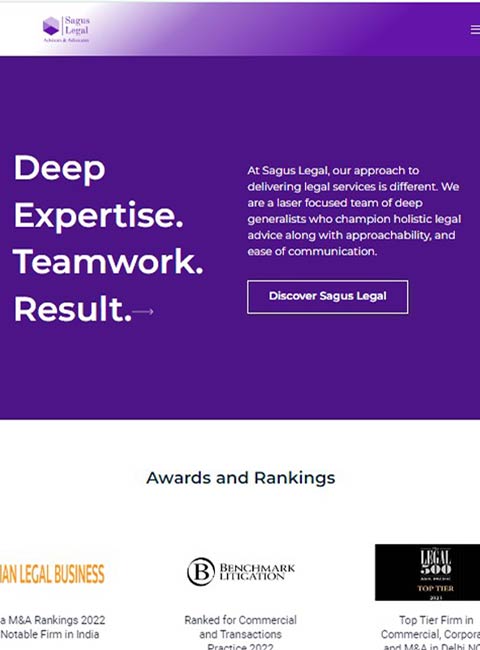 Sagus
Legal
Advisors & Advocates
Deep
Expertise.
Teamwork.
Result.
At Sagus Legal, our approach to
delivering legal services is different. We
are a laser focused team of deep
generalists who champion holistic legal
advice along with approachability, and
ease of communication.
Discover Sagus Legal
Awards and Rankings
IAN LEGAL BUSINESS
a M&A Rankings 2022
Notable Firm in India
B BENCHMARK
LITIGATION
Ranked for Commercial
and Transactions
Practice 2022
LEGAL
500
ASIA PACIFIC
TOP TIER
2021
Top Tier Firm in
Commercial, Corpora
and M&A in Delhi NC